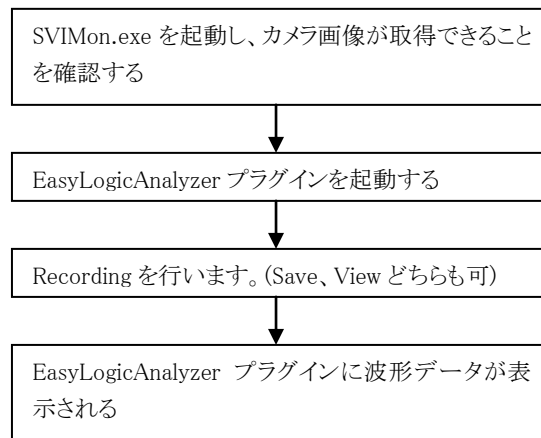 SVIMon.exe を起動し、カメラ画像が取得できること
を確認する
EasyLogicAnalyzer プラグインを起動する
Recording を行います。(Save、View どちらも可)
EasyLogicAnalyzer プラグインに波形データが表
示される